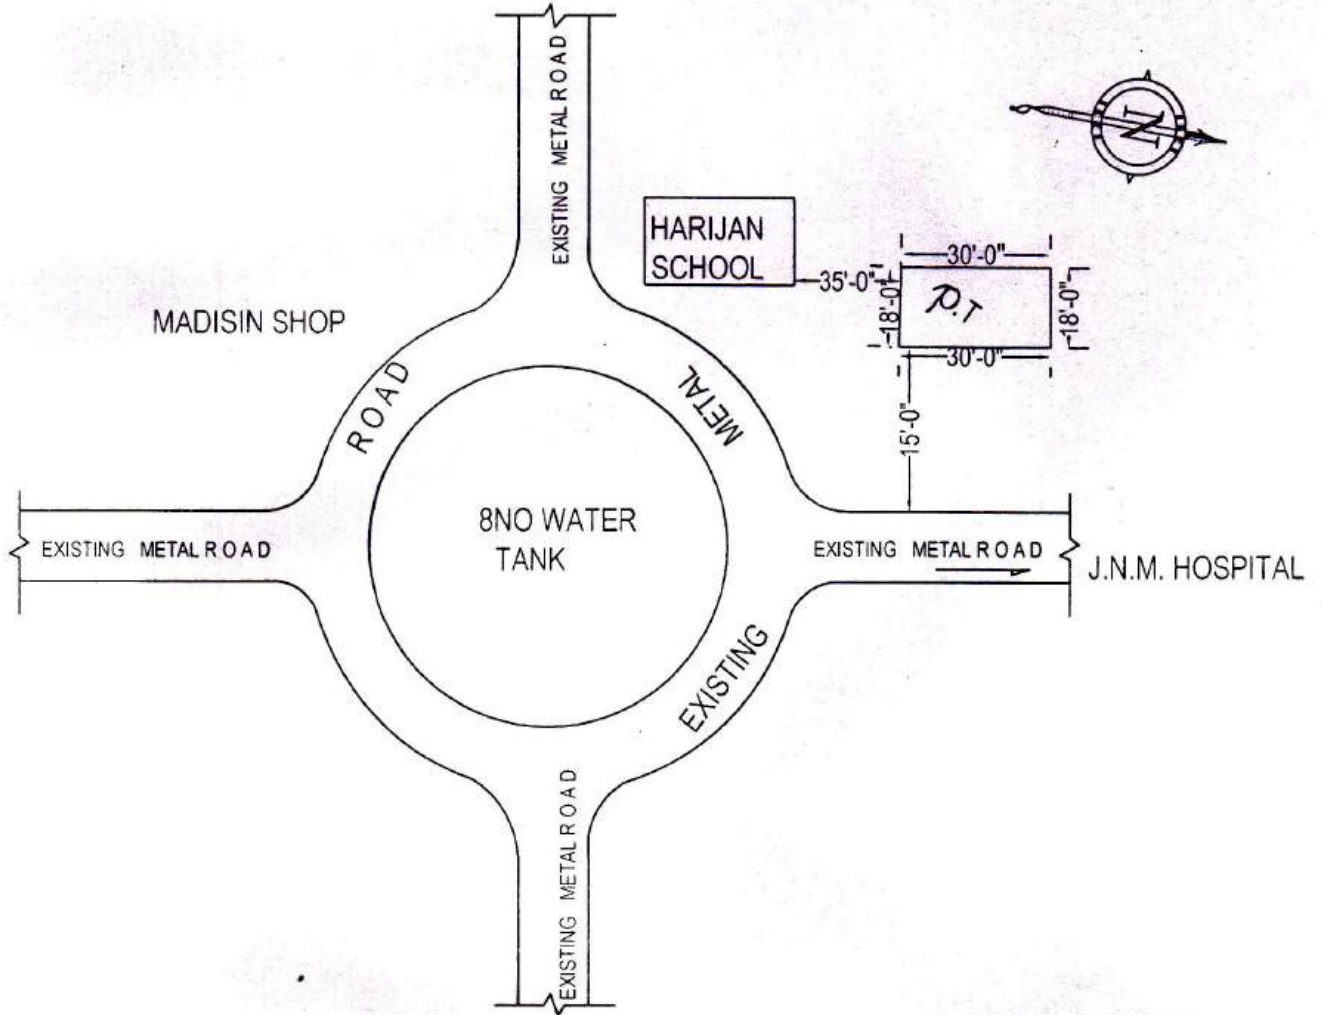 EXISTING METAL ROAD
N
HARIJAN
SCHOOL
35'-0"
30'-0"
18'-0"
P.T
18'-0"
30'-0"
15'-0"
MADISIN SHOP
ROAD
METAL
8NO WATER
TANK
EXISTING METAL ROAD
EXISTING METAL ROAD
J.N.M. HOSPITAL
EXISTING
EXISTING METAL ROAD